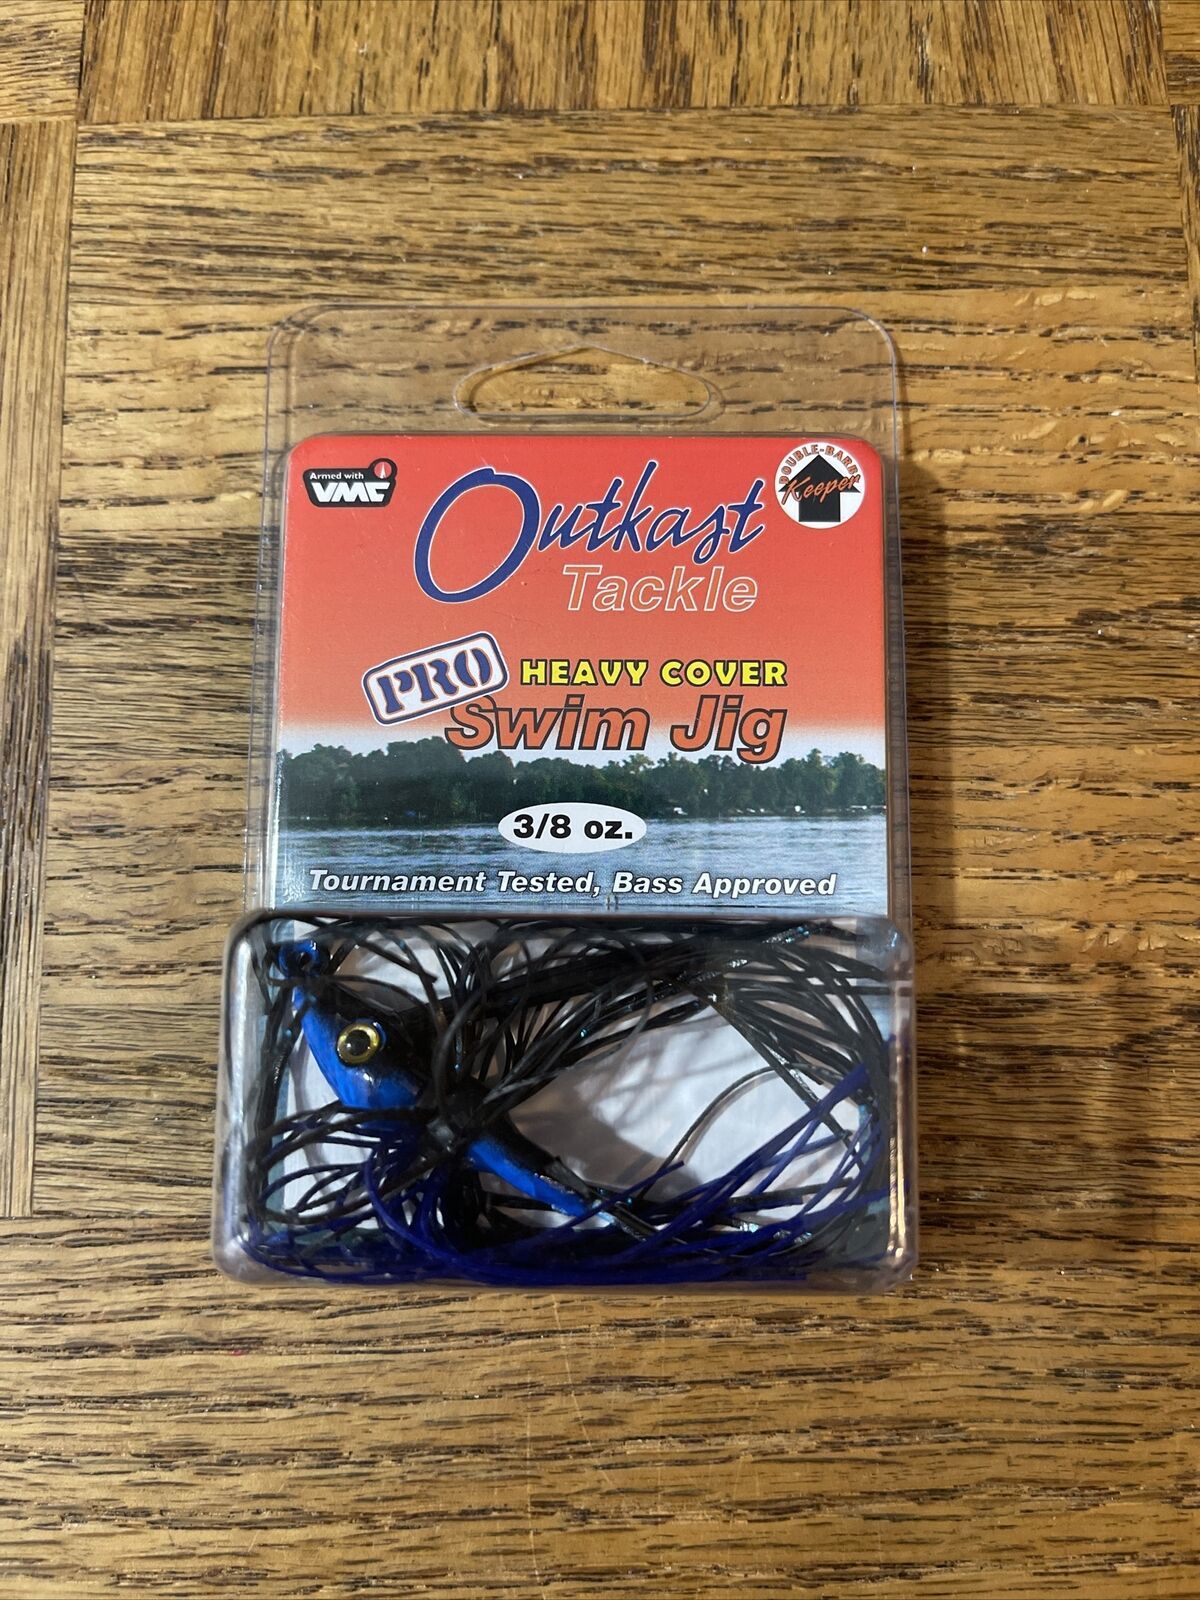 Armed with
VMC
DOUBLE-BARB
Keeper
Outkast
Tackle
PRO
HEAVY COVER
Swim Jig
3/8 oz.
Tournament Tested, Bass Approved